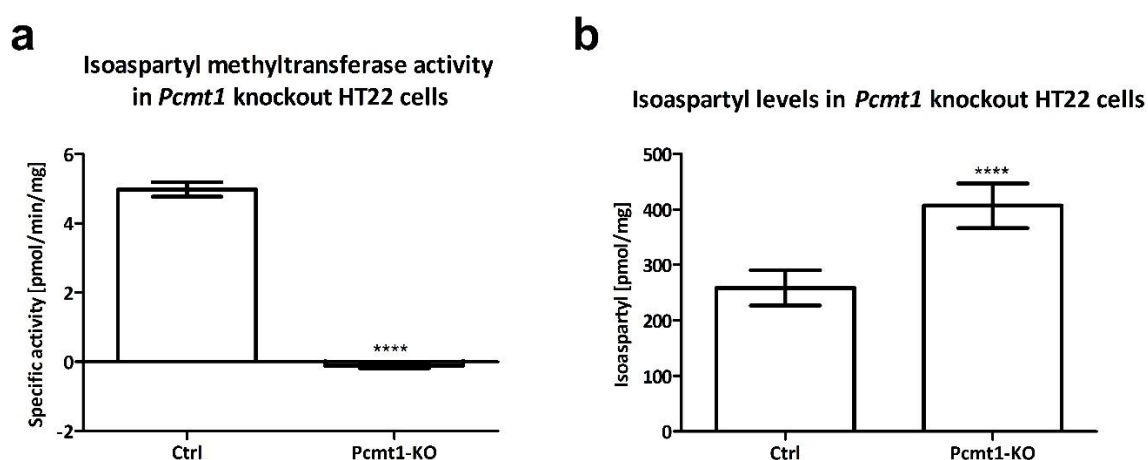 a
Isoaspartyl methyltransferase activity
in Pcmt1 knockout HT22 cells
Specific activity [pmol/min/mg]
6
4
2
0
-2
****
Ctrl
Pcmt1-KO
b
Isoaspartyl levels in Pcmt1 knockout HT22 cells
Isoaspartyl [pmol/mg]
500
400
300
200
100
0
****
Ctrl
Pcmt1-KO